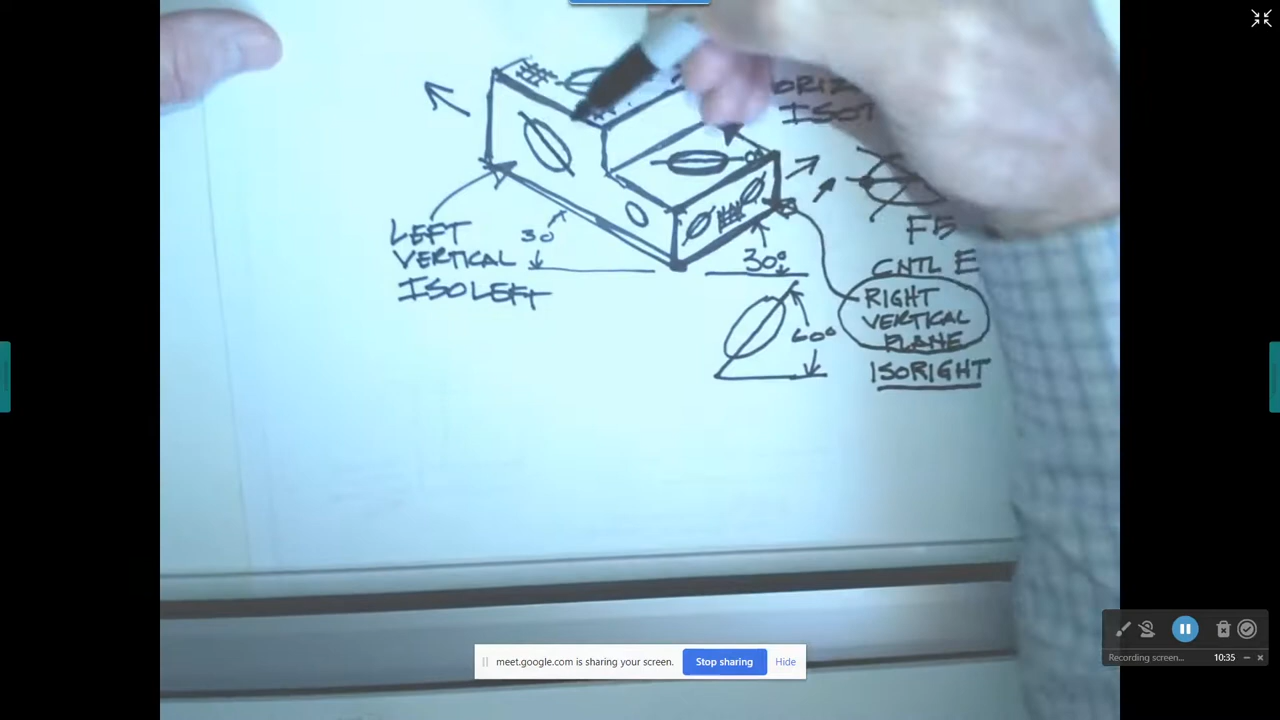 LEFT
VERTICAL
ISOLEFT
30
30°
60°
F5
CNTL E
RIGHT
VERTICAL
PLANE
ISORIGHT
meet.google.com is sharing your screen.
Stop sharing
Hide
Recording screen...
10:35